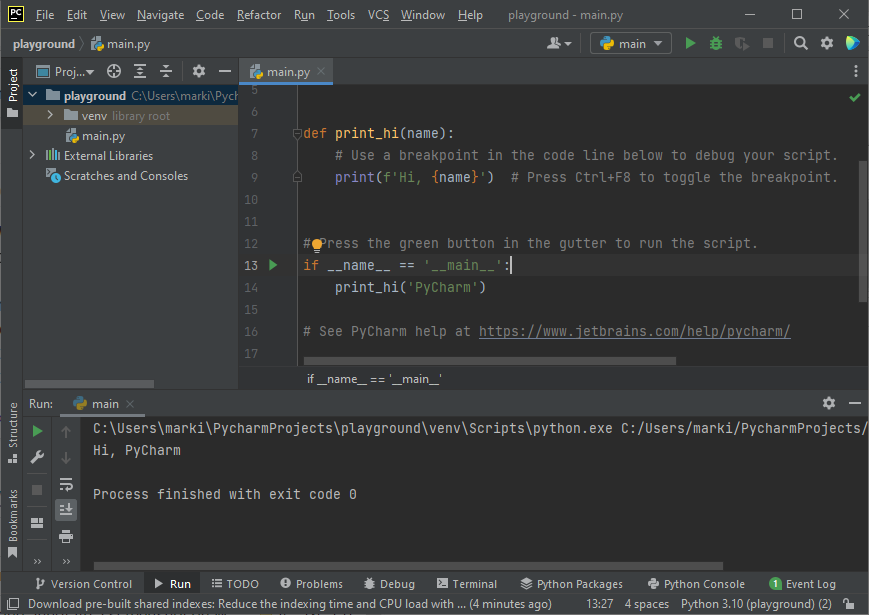 PC File Edit View Navigate Code Refactor Run Tools VCS Window Help playground - main.py
playground main.py main
Project
Proj... main.py
playground C:\Users\marki\Pych
venv library root
main.py
External Libraries
Scratches and Consoles
5
6
7 def print_hi(name):
8 # Use a breakpoint in the code line below to debug your script.
9 print(f'Hi, {name}') # Press Ctrl+F8 to toggle the breakpoint.
10
11
12 # Press the green button in the gutter to run the script.
13 if __name__ == '__main__':
14 print_hi('PyCharm')
15
16 # See PyCharm help at https://www.jetbrains.com/help/pycharm/
17
if __name__ == '__main__'
Run: main
Structure
Bookmarks
C:\Users\marki\PycharmProjects\playground\venv\Scripts\python.exe C:/Users/marki/PycharmProjects/
Hi, PyCharm
Process finished with exit code 0
Version Control Run TODO Problems Debug Terminal Python Packages Python Console 1 Event Log
Download pre-built shared indexes: Reduce the indexing time and CPU load with ... (4 minutes ago) 13:27 4 spaces Python 3.10 (playground) (2)